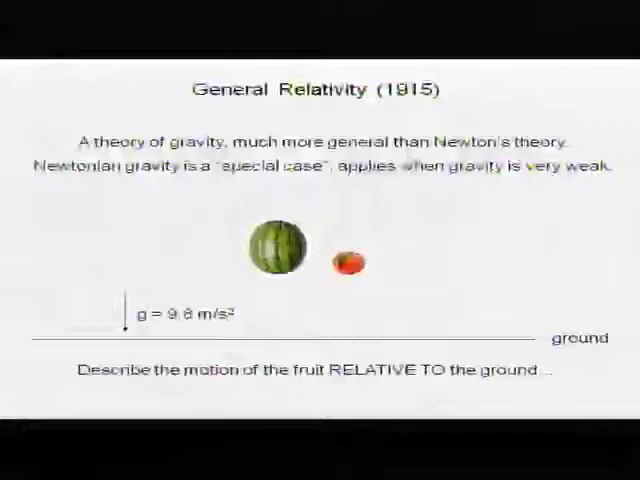 General Relativity (1915)
A theory of gravity, much more general than Newton's theory.
Newtonian gravity is a "special case", applies when gravity is very weak.
g = 9.8 m/s²
ground
Describe the motion of the fruit RELATIVE TO the ground...